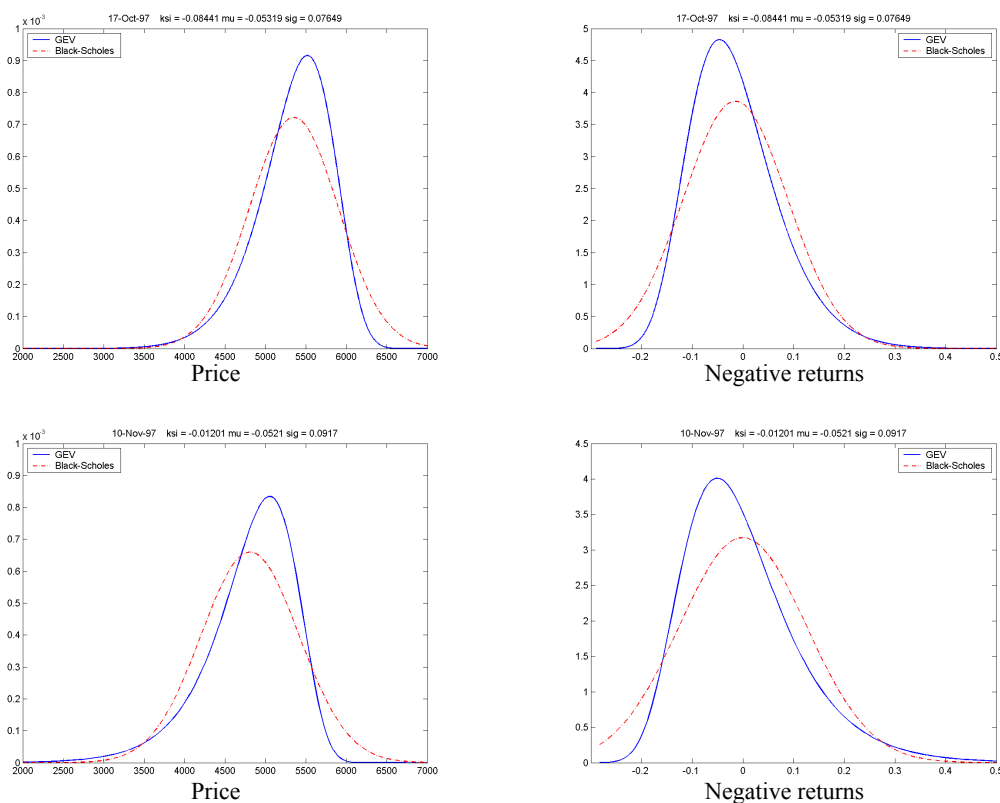 17-Oct-97 ksi = -0.08441 mu = -0.05319 sig = 0.07649
x 10^-3
GEV
Black-Scholes
1
0.9
0.8
0.7
0.6
0.5
0.4
0.3
0.2
0.1
0
2000 2500 3000 3500 4000 4500 5000 5500 6000 6500 7000
Price
17-Oct-97 ksi = -0.08441 mu = -0.05319 sig = 0.07649
GEV
Black-Scholes
5
4.5
4
3.5
3
2.5
2
1.5
1
0.5
0
-0.2 -0.1 0 0.1 0.2 0.3 0.4 0.5
Negative returns
10-Nov-97 ksi = -0.01201 mu = -0.0521 sig = 0.0917
x 10^-3
GEV
Black-Scholes
1
0.9
0.8
0.7
0.6
0.5
0.4
0.3
0.2
0.1
0
2000 2500 3000 3500 4000 4500 5000 5500 6000 6500 7000
Price
10-Nov-97 ksi = -0.01201 mu = -0.0521 sig = 0.0917
GEV
Black-Scholes
4.5
4
3.5
3
2.5
2
1.5
1
0.5
0
-0.2 -0.1 0 0.1 0.2 0.3 0.4 0.5
Negative returns